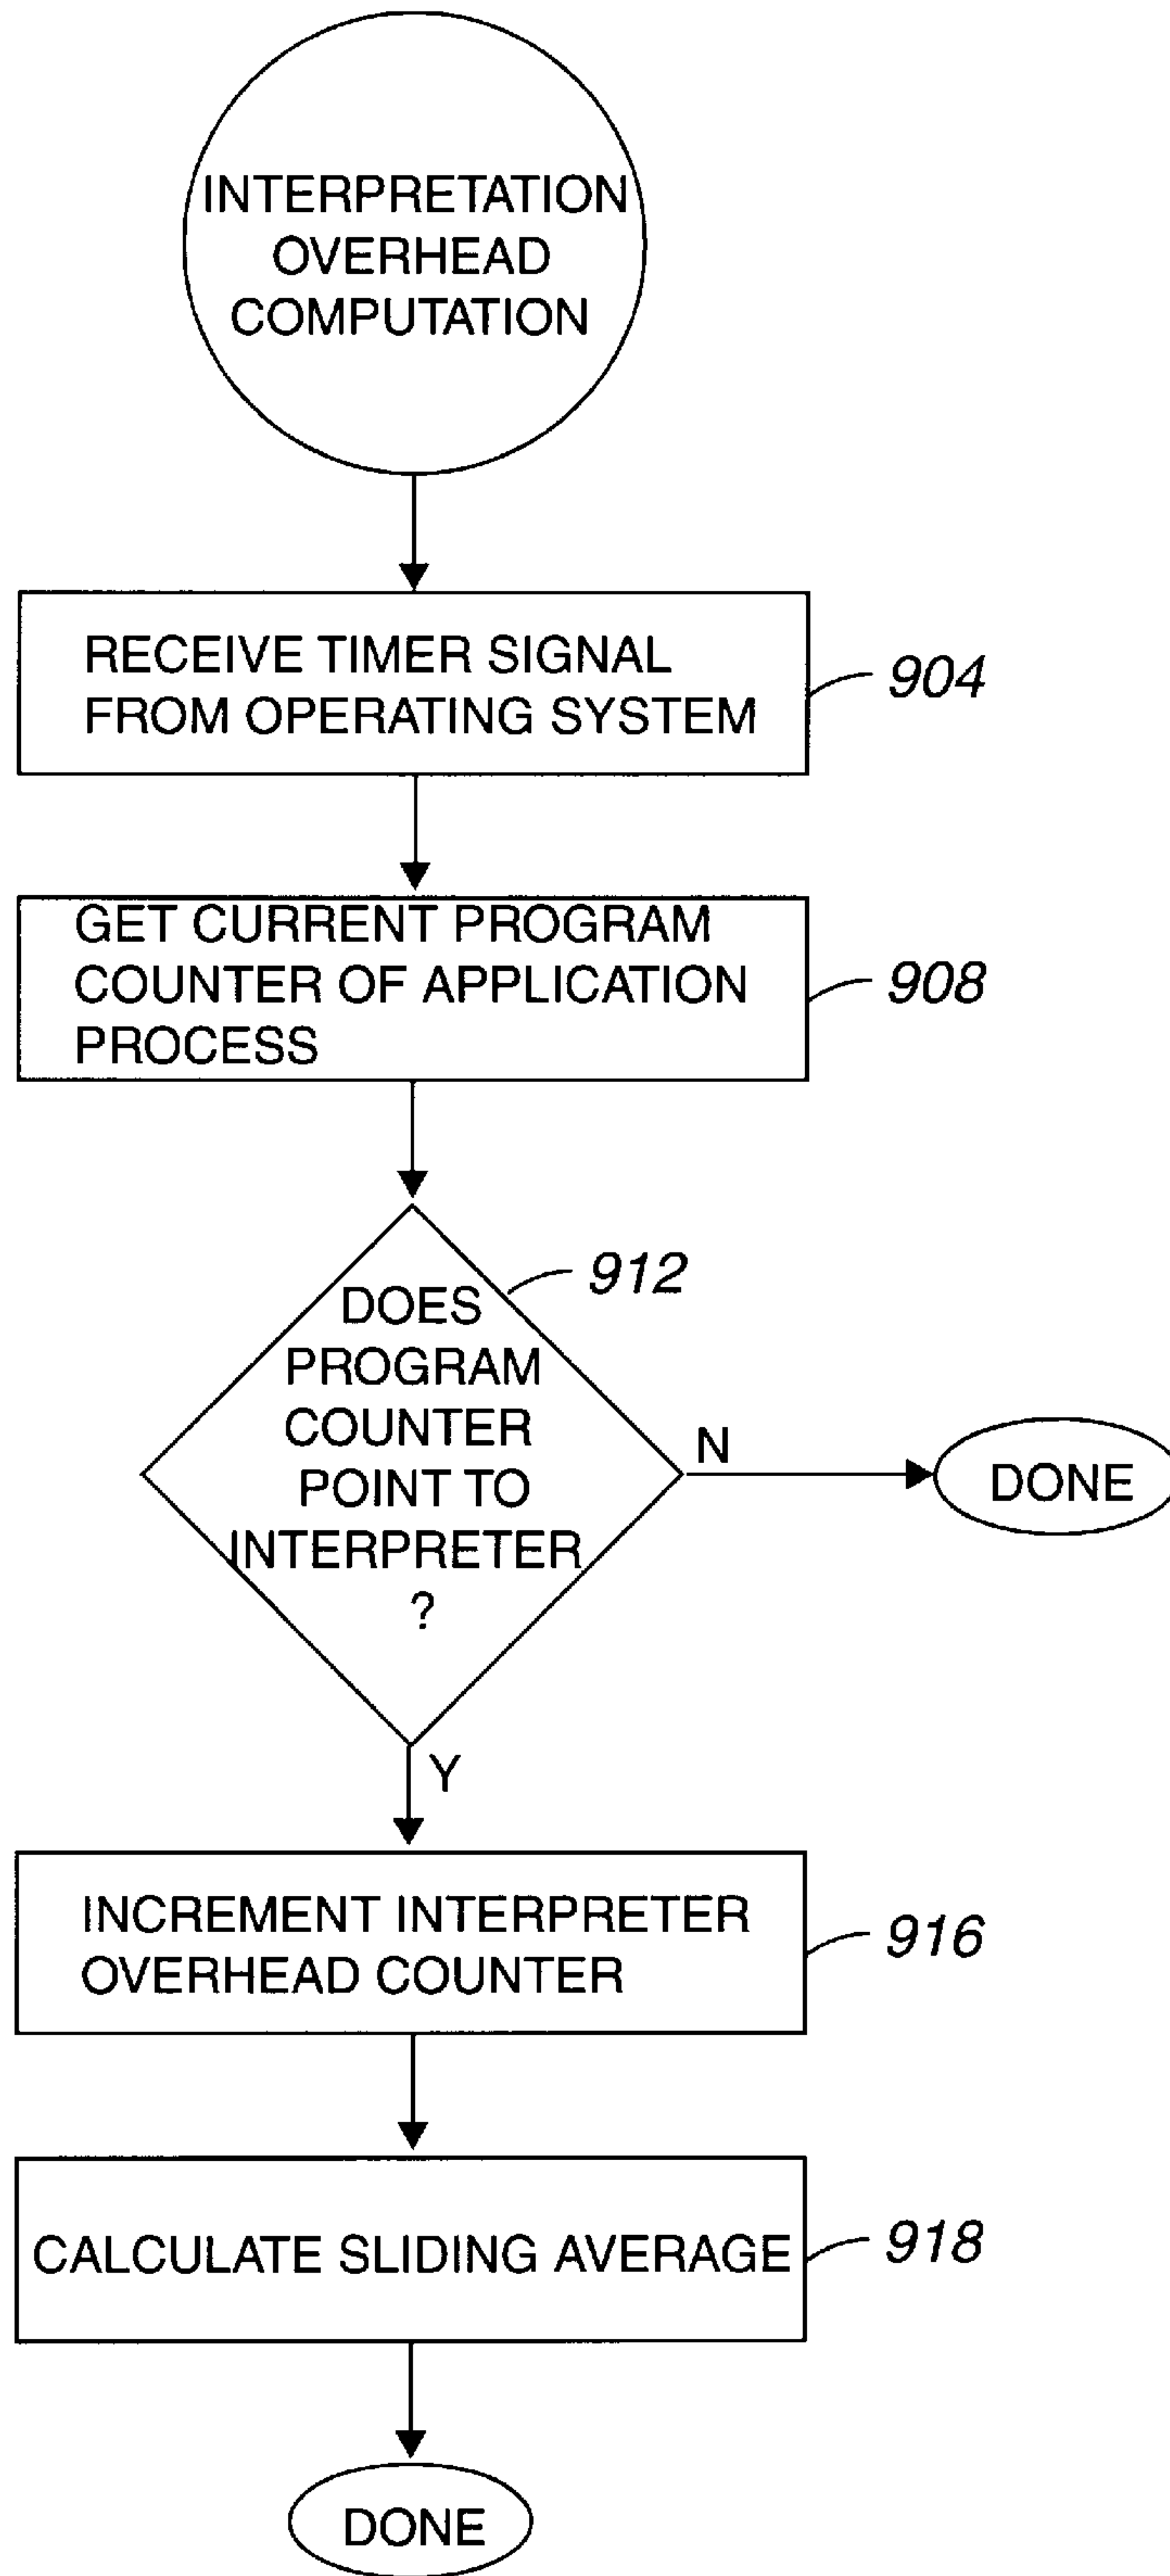 INTERPRETATION
OVERHEAD
COMPUTATION
RECEIVE TIMER SIGNAL
FROM OPERATING SYSTEM
904
GET CURRENT PROGRAM
COUNTER OF APPLICATION
PROCESS
908
912
DOES
PROGRAM
COUNTER
POINT TO
INTERPRETER
?
N
DONE
Y
INCREMENT INTERPRETER
OVERHEAD COUNTER
916
CALCULATE SLIDING AVERAGE
918
DONE